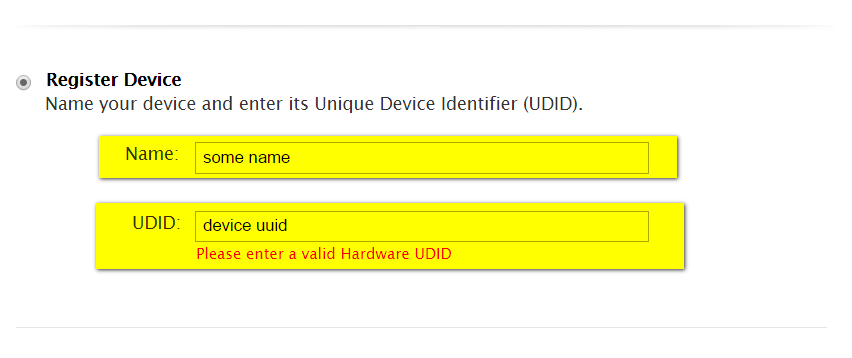 Register Device
Name your device and enter its Unique Device Identifier (UDID).
Name: some name
UDID: device uuid
Please enter a valid Hardware UDID